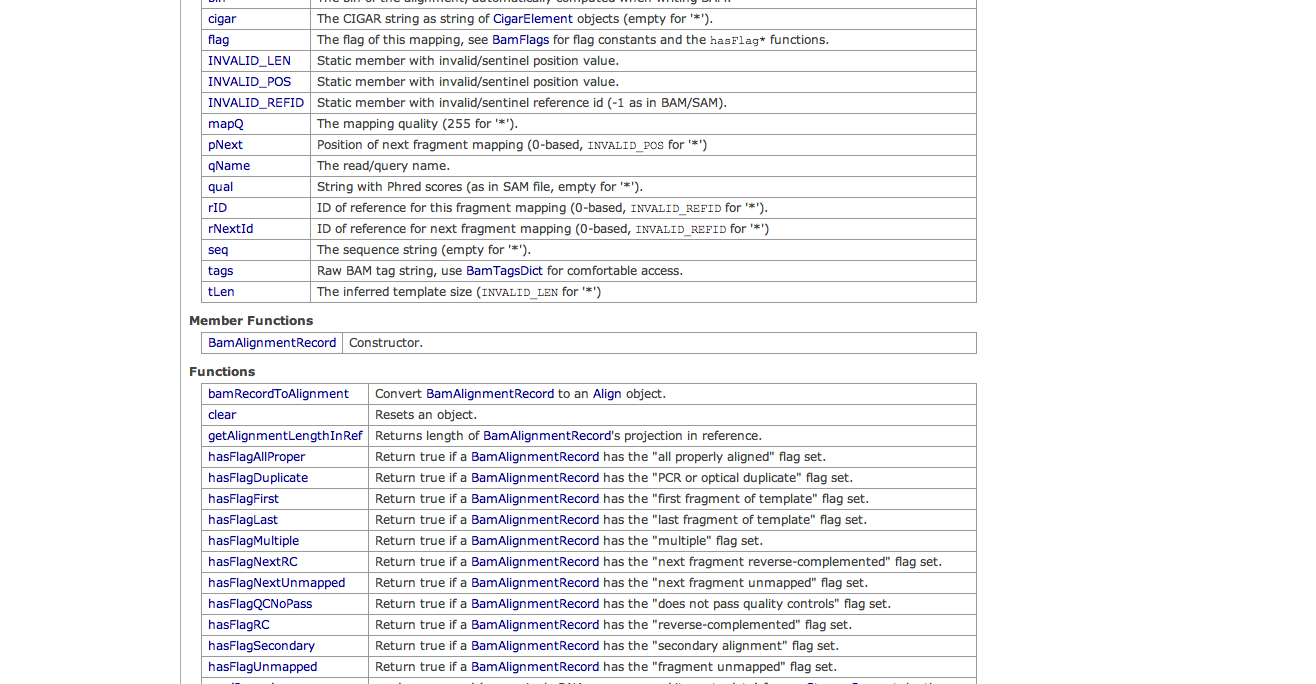 cigar The CIGAR string as string of CigarElement objects (empty for '*').
flag The flag of this mapping, see BamFlags for flag constants and the hasFlag* functions.
INVALID_LEN Static member with invalid/sentinel position value.
INVALID_POS Static member with invalid/sentinel position value.
INVALID_REFID Static member with invalid/sentinel reference id (-1 as in BAM/SAM).
mapQ The mapping quality (255 for '*').
pNext Position of next fragment mapping (0-based, INVALID_POS for '*')
qName The read/query name.
qual String with Phred scores (as in SAM file, empty for '*').
rID ID of reference for this fragment mapping (0-based, INVALID_REFID for '*').
rNextId ID of reference for next fragment mapping (0-based, INVALID_REFID for '*')
seq The sequence string (empty for '*').
tags Raw BAM tag string, use BamTagsDict for comfortable access.
tLen The inferred template size (INVALID_LEN for '*')
Member Functions
BamAlignmentRecord Constructor.
Functions
bamRecordToAlignment Convert BamAlignmentRecord to an Align object.
clear Resets an object.
getAlignmentLengthInRef Returns length of BamAlignmentRecord's projection in reference.
hasFlagAllProper Return true if a BamAlignmentRecord has the "all properly aligned" flag set.
hasFlagDuplicate Return true if a BamAlignmentRecord has the "PCR or optical duplicate" flag set.
hasFlagFirst Return true if a BamAlignmentRecord has the "first fragment of template" flag set.
hasFlagLast Return true if a BamAlignmentRecord has the "last fragment of template" flag set.
hasFlagMultiple Return true if a BamAlignmentRecord has the "multiple" flag set.
hasFlagNextRC Return true if a BamAlignmentRecord has the "next fragment reverse-complemented" flag set.
hasFlagNextUnmapped Return true if a BamAlignmentRecord has the "next fragment unmapped" flag set.
hasFlagQCNoPass Return true if a BamAlignmentRecord has the "does not pass quality controls" flag set.
hasFlagRC Return true if a BamAlignmentRecord has the "reverse-complemented" flag set.
hasFlagSecondary Return true if a BamAlignmentRecord has the "secondary alignment" flag set.
hasFlagUnmapped Return true if a BamAlignmentRecord has the "fragment unmapped" flag set.